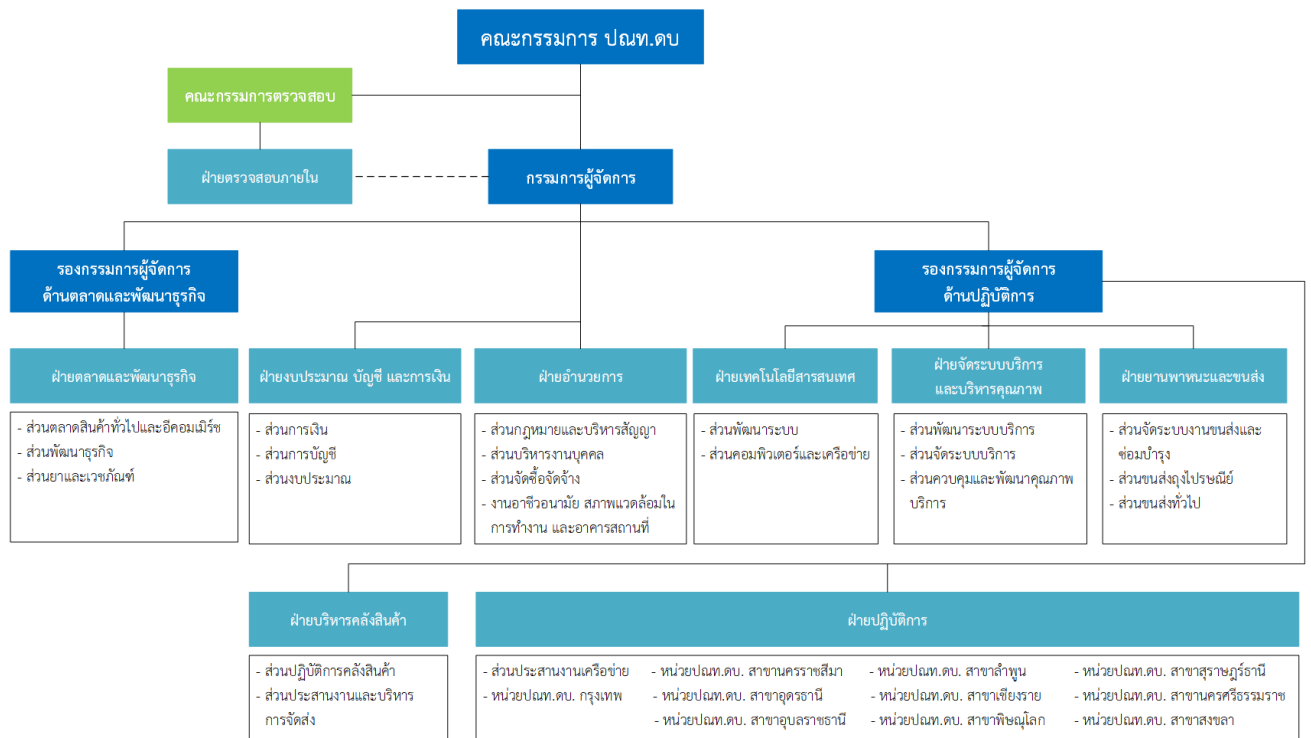 คณะกรรมการ ปณท.ดบ
คณะกรรมการตรวจสอบ
ฝ่ายตรวจสอบภายใน
กรรมการผู้จัดการ
รองกรรมการผู้จัดการ
ด้านตลาดและพัฒนาธุรกิจ
รองกรรมการผู้จัดการ
ด้านปฏิบัติการ
ฝ่ายตลาดและพัฒนาธุรกิจ
- ส่วนตลาดสินค้าทั่วไปและอีคอมเมิร์ซ
- ส่วนพัฒนาธุรกิจ
- ส่วนยาและเวชภัณฑ์
ฝ่ายงบประมาณ บัญชี และการเงิน
- ส่วนการเงิน
- ส่วนการบัญชี
- ส่วนงบประมาณ
ฝ่ายอำนวยการ
- ส่วนกฎหมายและบริหารสัญญา
- ส่วนบริหารงานบุคคล
- ส่วนจัดซื้อจัดจ้าง
- งานอาชีวอนามัย สภาพแวดล้อมใน
การทำงาน และอาคารสถานที่
ฝ่ายเทคโนโลยีสารสนเทศ
- ส่วนพัฒนาระบบ
- ส่วนคอมพิวเตอร์และเครือข่าย
ฝ่ายจัดระบบบริการ
และบริหารคุณภาพ
- ส่วนพัฒนาระบบบริการ
- ส่วนจัดระบบบริการ
- ส่วนควบคุมและพัฒนาคุณภาพ
บริการ
ฝ่ายยานพาหนะและขนส่ง
- ส่วนจัดระบบงานขนส่งและ
ซ่อมบำรุง
- ส่วนขนส่งถุงไปรษณีย์
- ส่วนขนส่งทั่วไป
ฝ่ายบริหารคลังสินค้า
- ส่วนปฏิบัติการคลังสินค้า
- ส่วนประสานงานและบริหาร
การจัดส่ง
ฝ่ายปฏิบัติการ
- ส่วนประสานงานเครือข่าย
- หน่วยปณท.ดบ. กรุงเทพ
- หน่วยปณท.ดบ. สาขานครราชสีมา
- หน่วยปณท.ดบ. สาขาอุดรธานี
- หน่วยปณท.ดบ. สาขาอุบลราชธานี
- หน่วยปณท.ดบ. สาขาลำพูน
- หน่วยปณท.ดบ. สาขาเชียงราย
- หน่วยปณท.ดบ. สาขาพิษณุโลก
- หน่วยปณท.ดบ. สาขาสุราษฎร์ธานี
- หน่วยปณท.ดบ. สาขานครศรีธรรมราช
- หน่วยปณท.ดบ. สาขาสงขลา